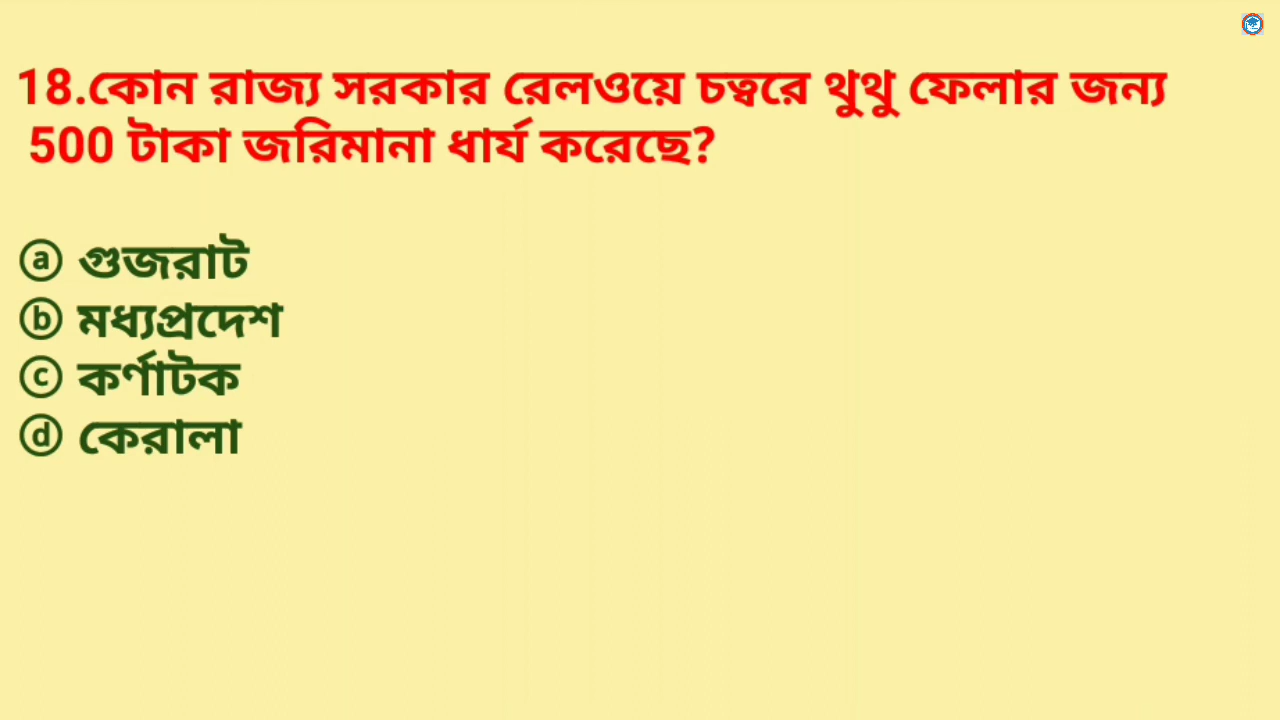 18.কোন রাজ্য সরকার রেলওয়ে চত্বরে থুথু ফেলার জন্য
500 টাকা জরিমানা ধার্য করেছে?
ⓐ গুজরাট
ⓑ মধ্যপ্রদেশ
ⓒ কর্ণাটক
ⓓ কেরালা